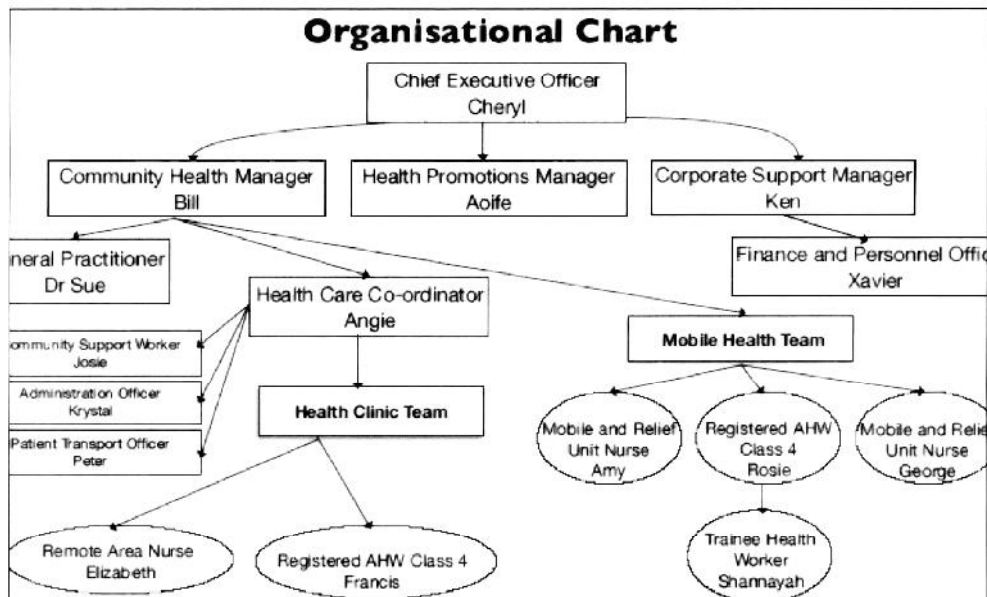 Organisational Chart
Chief Executive Officer
Cheryl
Community Health Manager
Bill
Health Promotions Manager
Aoife
Corporate Support Manager
Ken
neral Practitioner
Dr Sue
Health Care Co-ordinator
Angie
Finance and Personnel Offic
Xavier
ommunity Support Worker
Josie
Administration Officer
Krystal
Patient Transport Officer
Peter
Health Clinic Team
Mobile Health Team
Mobile and Relief
Unit Nurse
Amy
Registered AHW
Class 4
Rosie
Mobile and Relie
Unit Nurse
George
Remote Area Nurse
Elizabeth
Registered AHW Class 4
Francis
Trainee Health
Worker
Shannayah